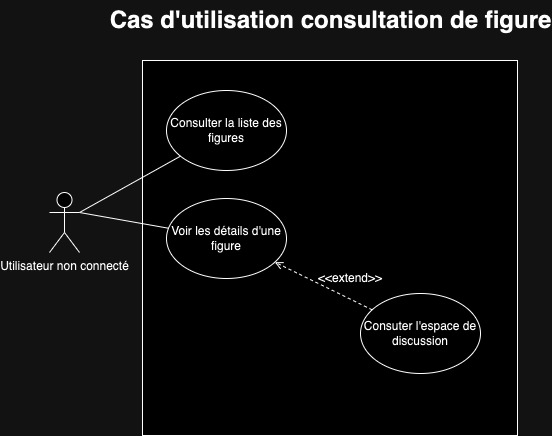 Cas d'utilisation consultation de figure
Consulter la liste des
figures
Voir les détails d'une
figure
Utilisateur non connecté
<<extend>>
Consuter l'espace de
discussion